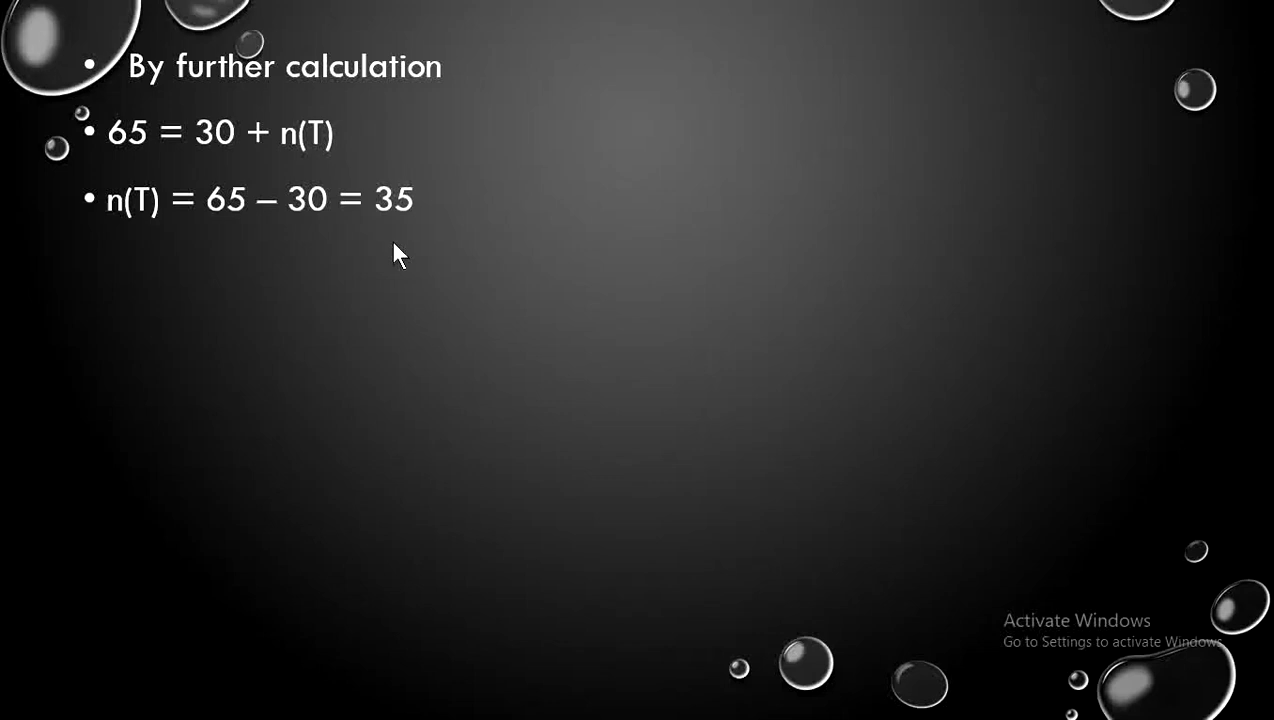 • By further calculation
• 65 = 30 + n(T)
• n(T) = 65 – 30 = 35
Activate Windows
Go to Settings to activate Windows.